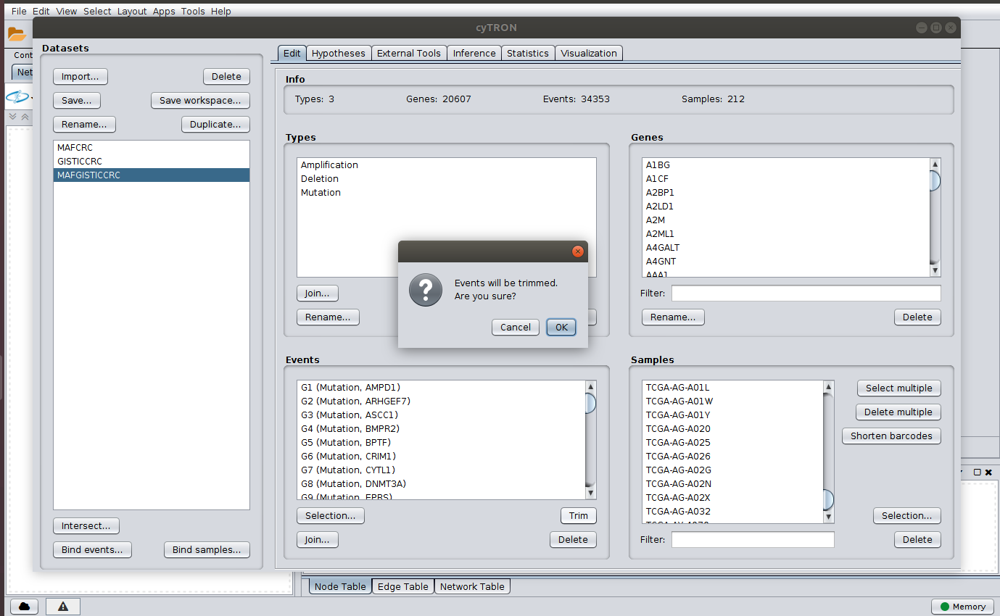 File Edit View Select Layout Apps Tools Help
cyTRON
Cont
Net
Datasets
Import...
Delete
Save...
Save workspace...
Rename...
Duplicate...
MAFCRC
GISTICCRC
MAFGISTICCRC
Intersect...
Bind events...
Bind samples...
Edit Hypotheses External Tools Inference Statistics Visualization
Info
Types: 3 Genes: 20607 Events: 34353 Samples: 212
Types
Amplification
Deletion
Mutation
Join...
Rename...
Genes
A1BG
A1CF
A2BP1
A2LD1
A2M
A2ML1
A4GALT
A4GNT
AAA1
Filter:
Rename...
Delete
Events will be trimmed.
Are you sure?
Cancel
OK
Events
G1 (Mutation, AMPD1)
G2 (Mutation, ARHGEF7)
G3 (Mutation, ASCC1)
G4 (Mutation, BMPR2)
G5 (Mutation, BPTF)
G6 (Mutation, CRIM1)
G7 (Mutation, CYTL1)
G8 (Mutation, DNMT3A)
G9 (Mutation, EPRS)
Selection...
Trim
Join...
Delete
Samples
TCGA-AG-A01L
TCGA-AG-A01W
TCGA-AG-A01Y
TCGA-AG-A020
TCGA-AG-A025
TCGA-AG-A026
TCGA-AG-A02G
TCGA-AG-A02N
TCGA-AG-A02X
TCGA-AG-A032
Select multiple
Delete multiple
Shorten barcodes
Selection...
Filter:
Delete
Node Table Edge Table Network Table
Memory